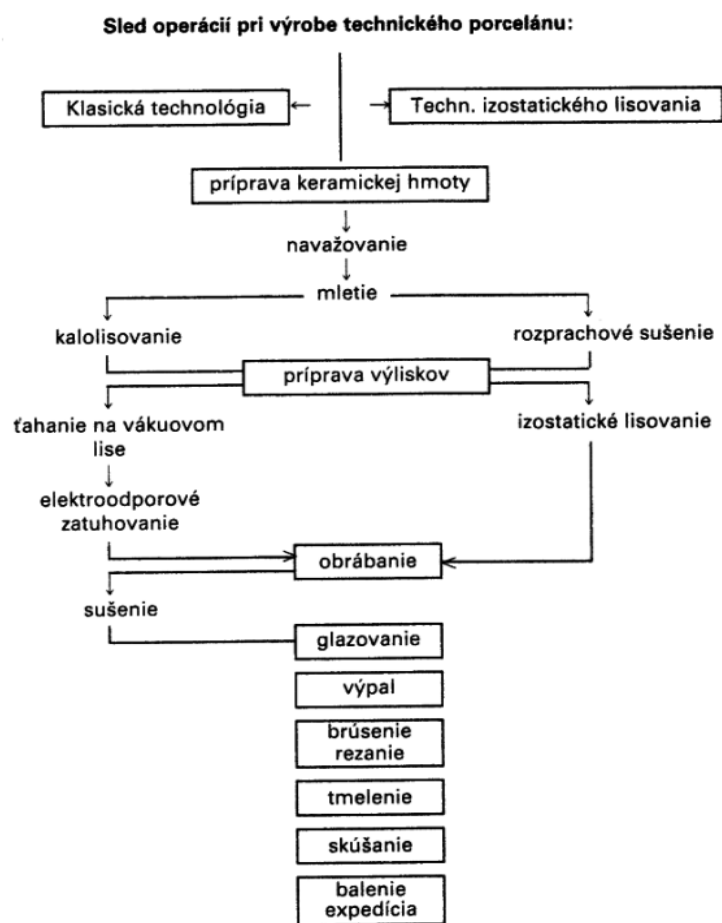 Sled operácií pri výrobe technického porcelánu:
Klasická technológia
Techn. izostatického lisovania
príprava keramickej hmoty
navažovanie
mletie
kalolisovanie
rozprachové sušenie
príprava výliskov
ťahanie na vákuovom
lise
izostatické lisovanie
elektroodporové
zatuhovanie
obrábanie
sušenie
glazovanie
výpal
brúsenie
rezanie
tmelenie
skúšanie
balenie
expedícia